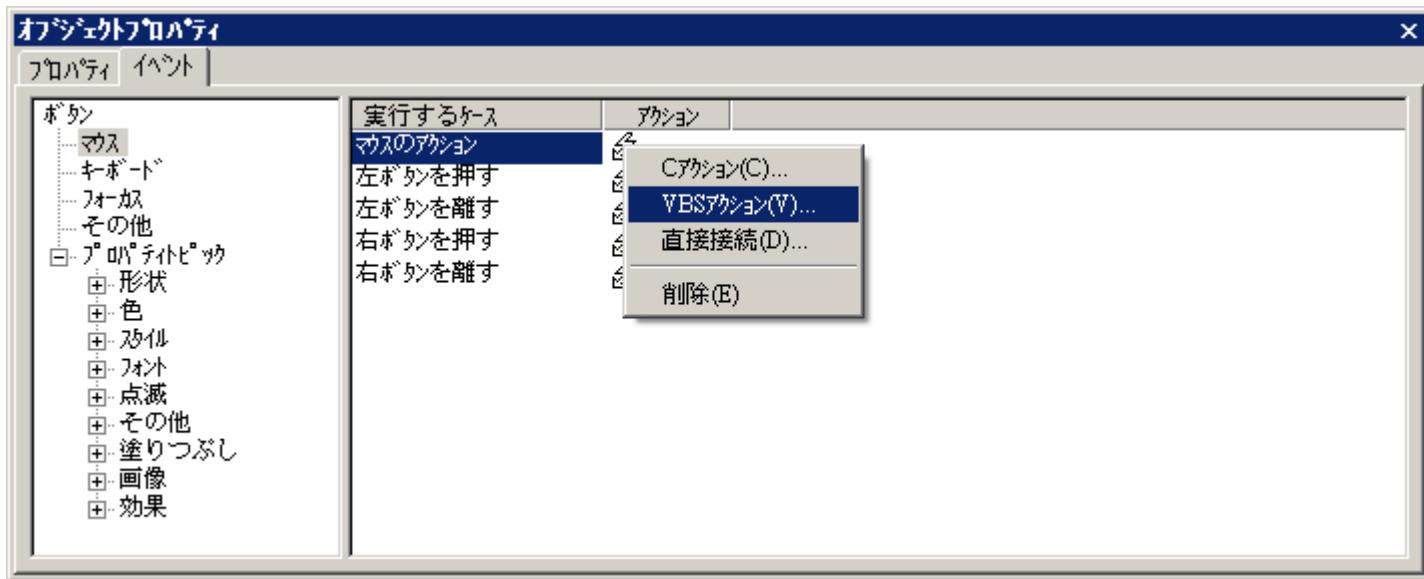 ｵﾌﾞｼﾞｪｸﾄﾌﾟﾛﾊﾟﾃｨ
ﾌﾟﾛﾊﾟﾃｨ ｲﾍﾞﾝﾄ
ﾎﾞﾀﾝ
ﾏｳｽ
ｷｰﾎﾞｰﾄﾞ
ﾌｫｰｶｽ
その他
ﾌﾟﾛﾊﾟﾃｨﾄﾋﾟｯｸ
形状
色
ｽﾀｲﾙ
ﾌｫﾝﾄ
点滅
その他
塗りつぶし
画像
効果
実行するｹｰｽ ｱｸｼｮﾝ
ﾏｳｽのｱｸｼｮﾝ
左ﾎﾞﾀﾝを押す
左ﾎﾞﾀﾝを離す
右ﾎﾞﾀﾝを押す
右ﾎﾞﾀﾝを離す
Cｱｸｼｮﾝ(C)...
VBSｱｸｼｮﾝ(V)...
直接接続(D)...
削除(E)